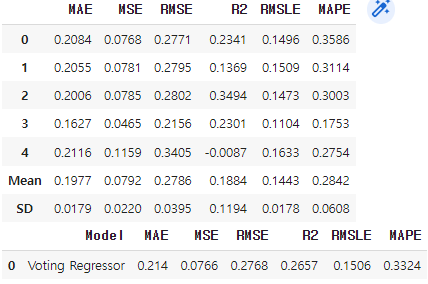 MAE MSE RMSE R2 RMSLE MAPE
0 0.2084 0.0768 0.2771 0.2341 0.1496 0.3586
1 0.2055 0.0781 0.2795 0.1369 0.1509 0.3114
2 0.2006 0.0785 0.2802 0.3494 0.1473 0.3003
3 0.1627 0.0465 0.2156 0.2301 0.1104 0.1753
4 0.2116 0.1159 0.3405 -0.0087 0.1633 0.2754
Mean 0.1977 0.0792 0.2786 0.1884 0.1443 0.2842
SD 0.0179 0.0220 0.0395 0.1194 0.0178 0.0608
Model MAE MSE RMSE R2 RMSLE MAPE
0 Voting Regressor 0.214 0.0766 0.2768 0.2657 0.1506 0.3324